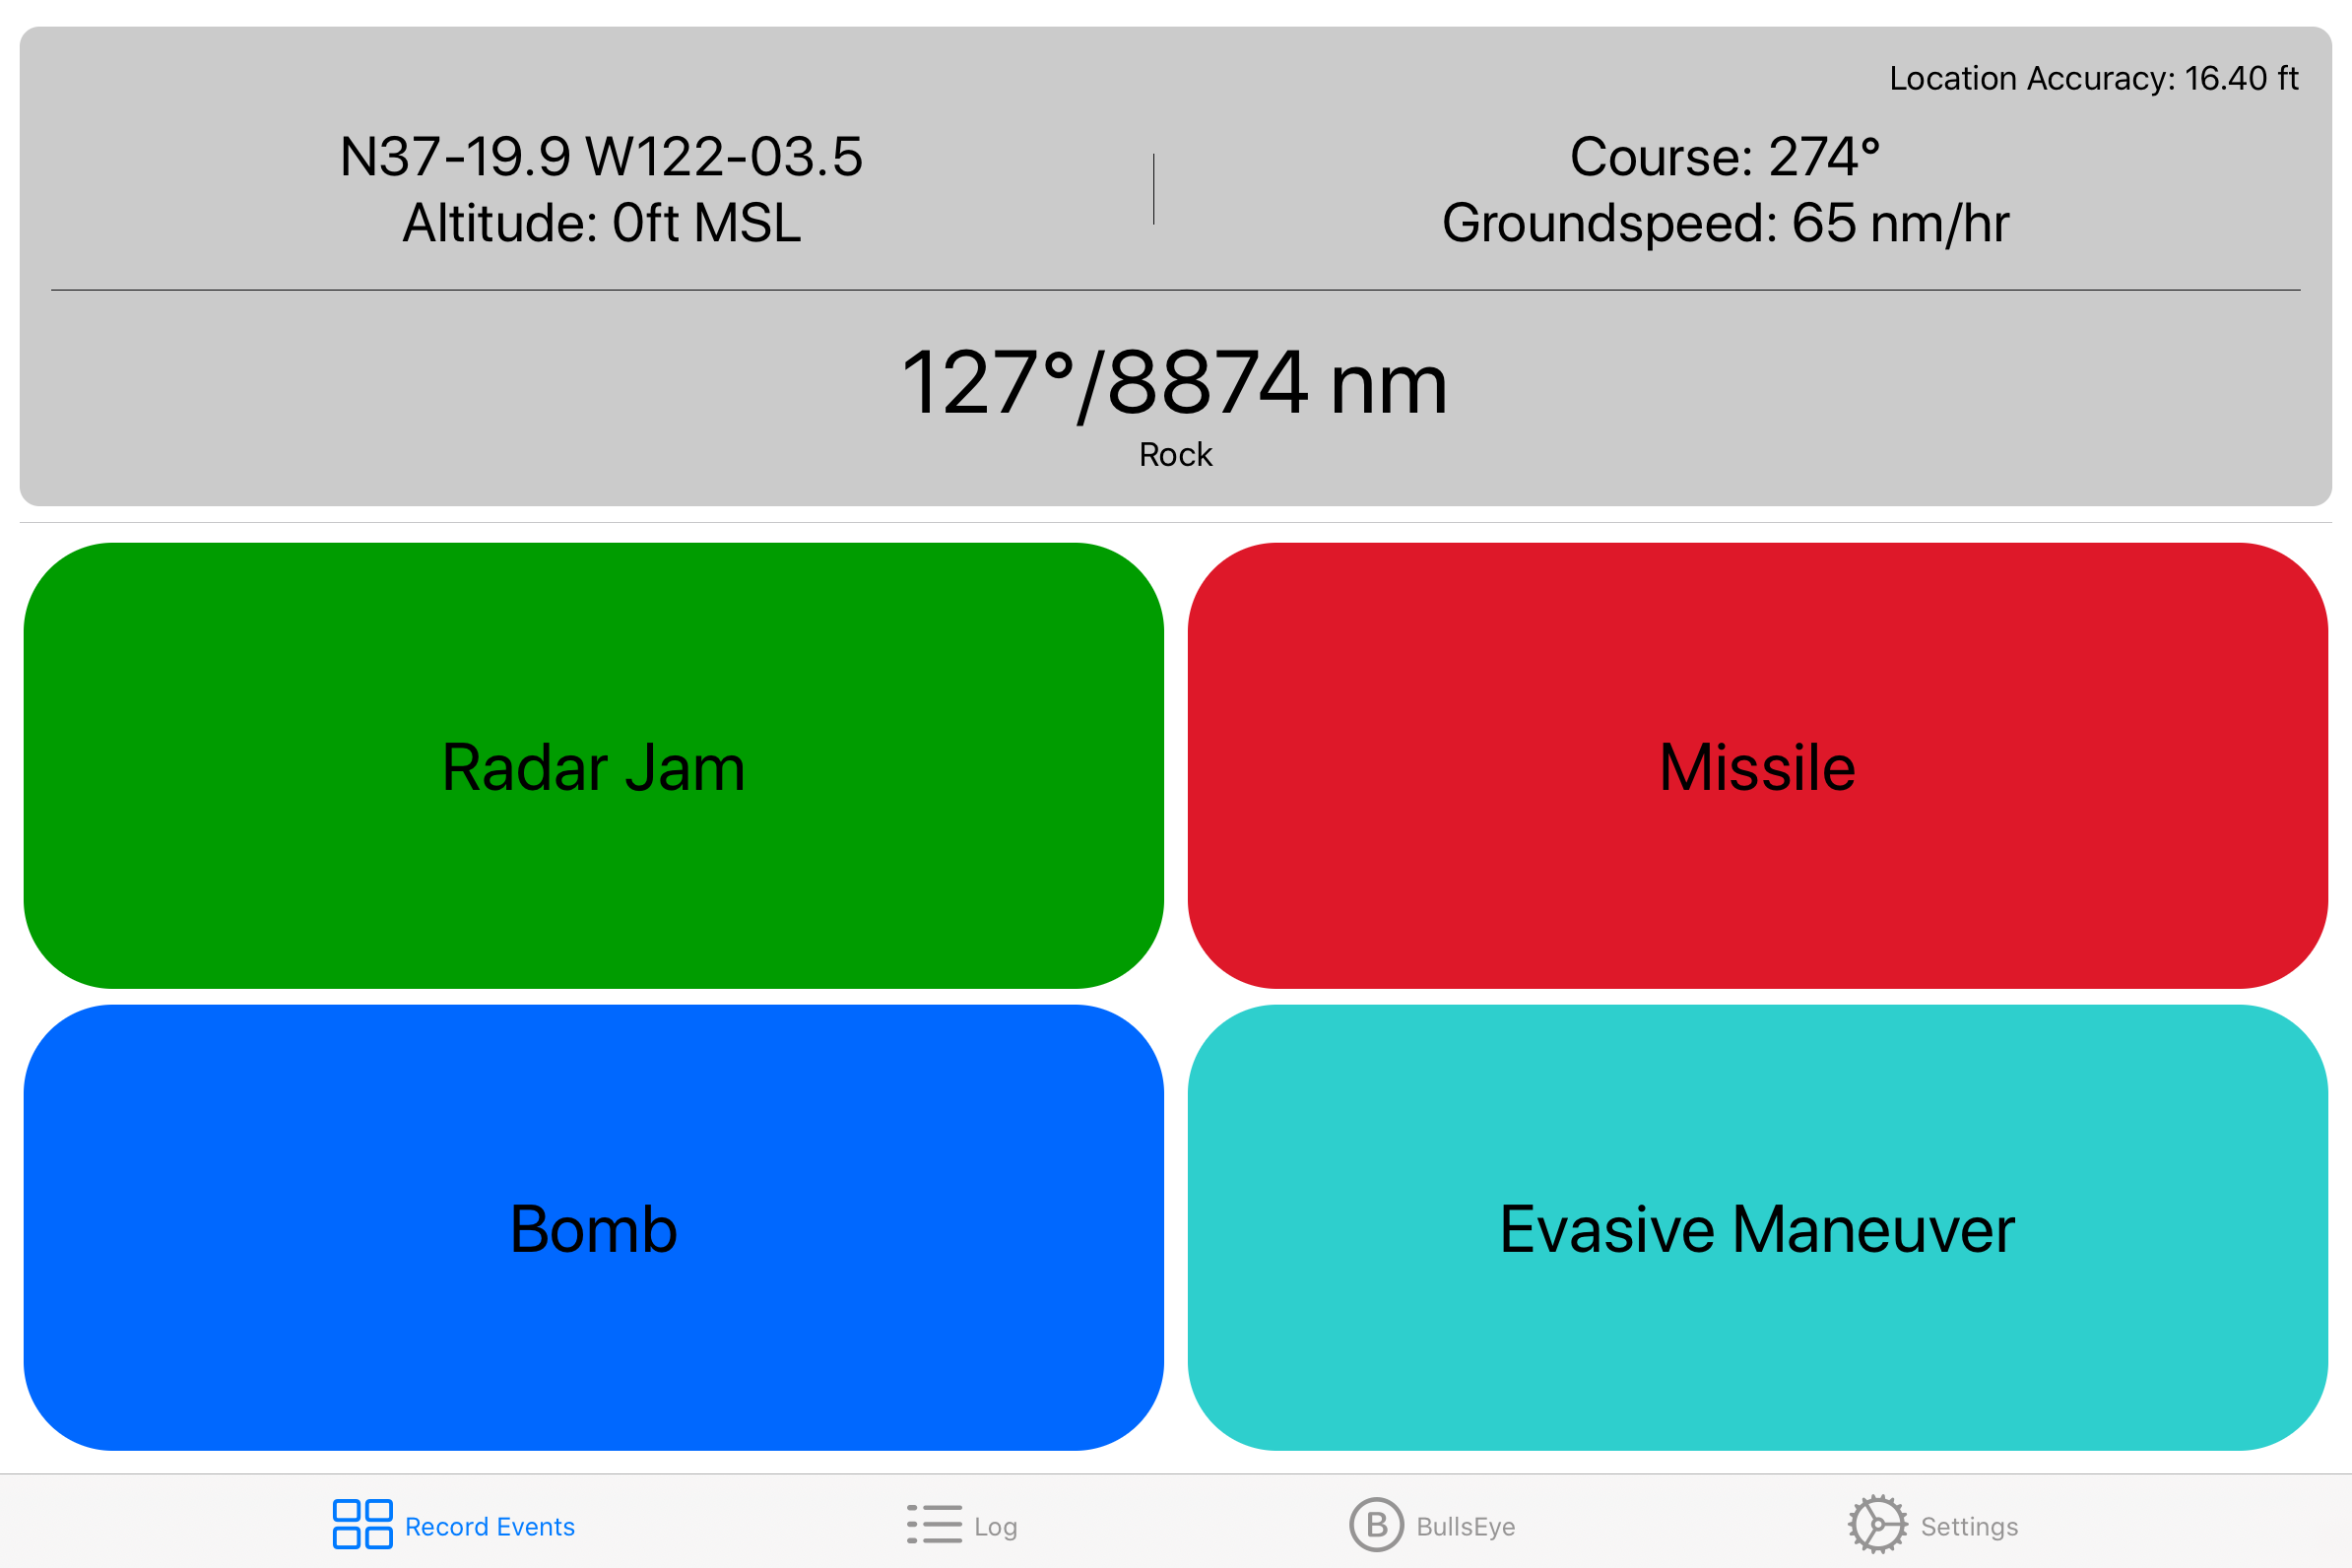 Location Accuracy: 16.40 ft
N37-19.9 W122-03.5
Altitude: 0ft MSL
Course: 274°
Groundspeed: 65 nm/hr
127°/8874 nm
Rock
Radar Jam
Missile
Bomb
Evasive Maneuver
Record Events
Log
B
BullsEye
Settings